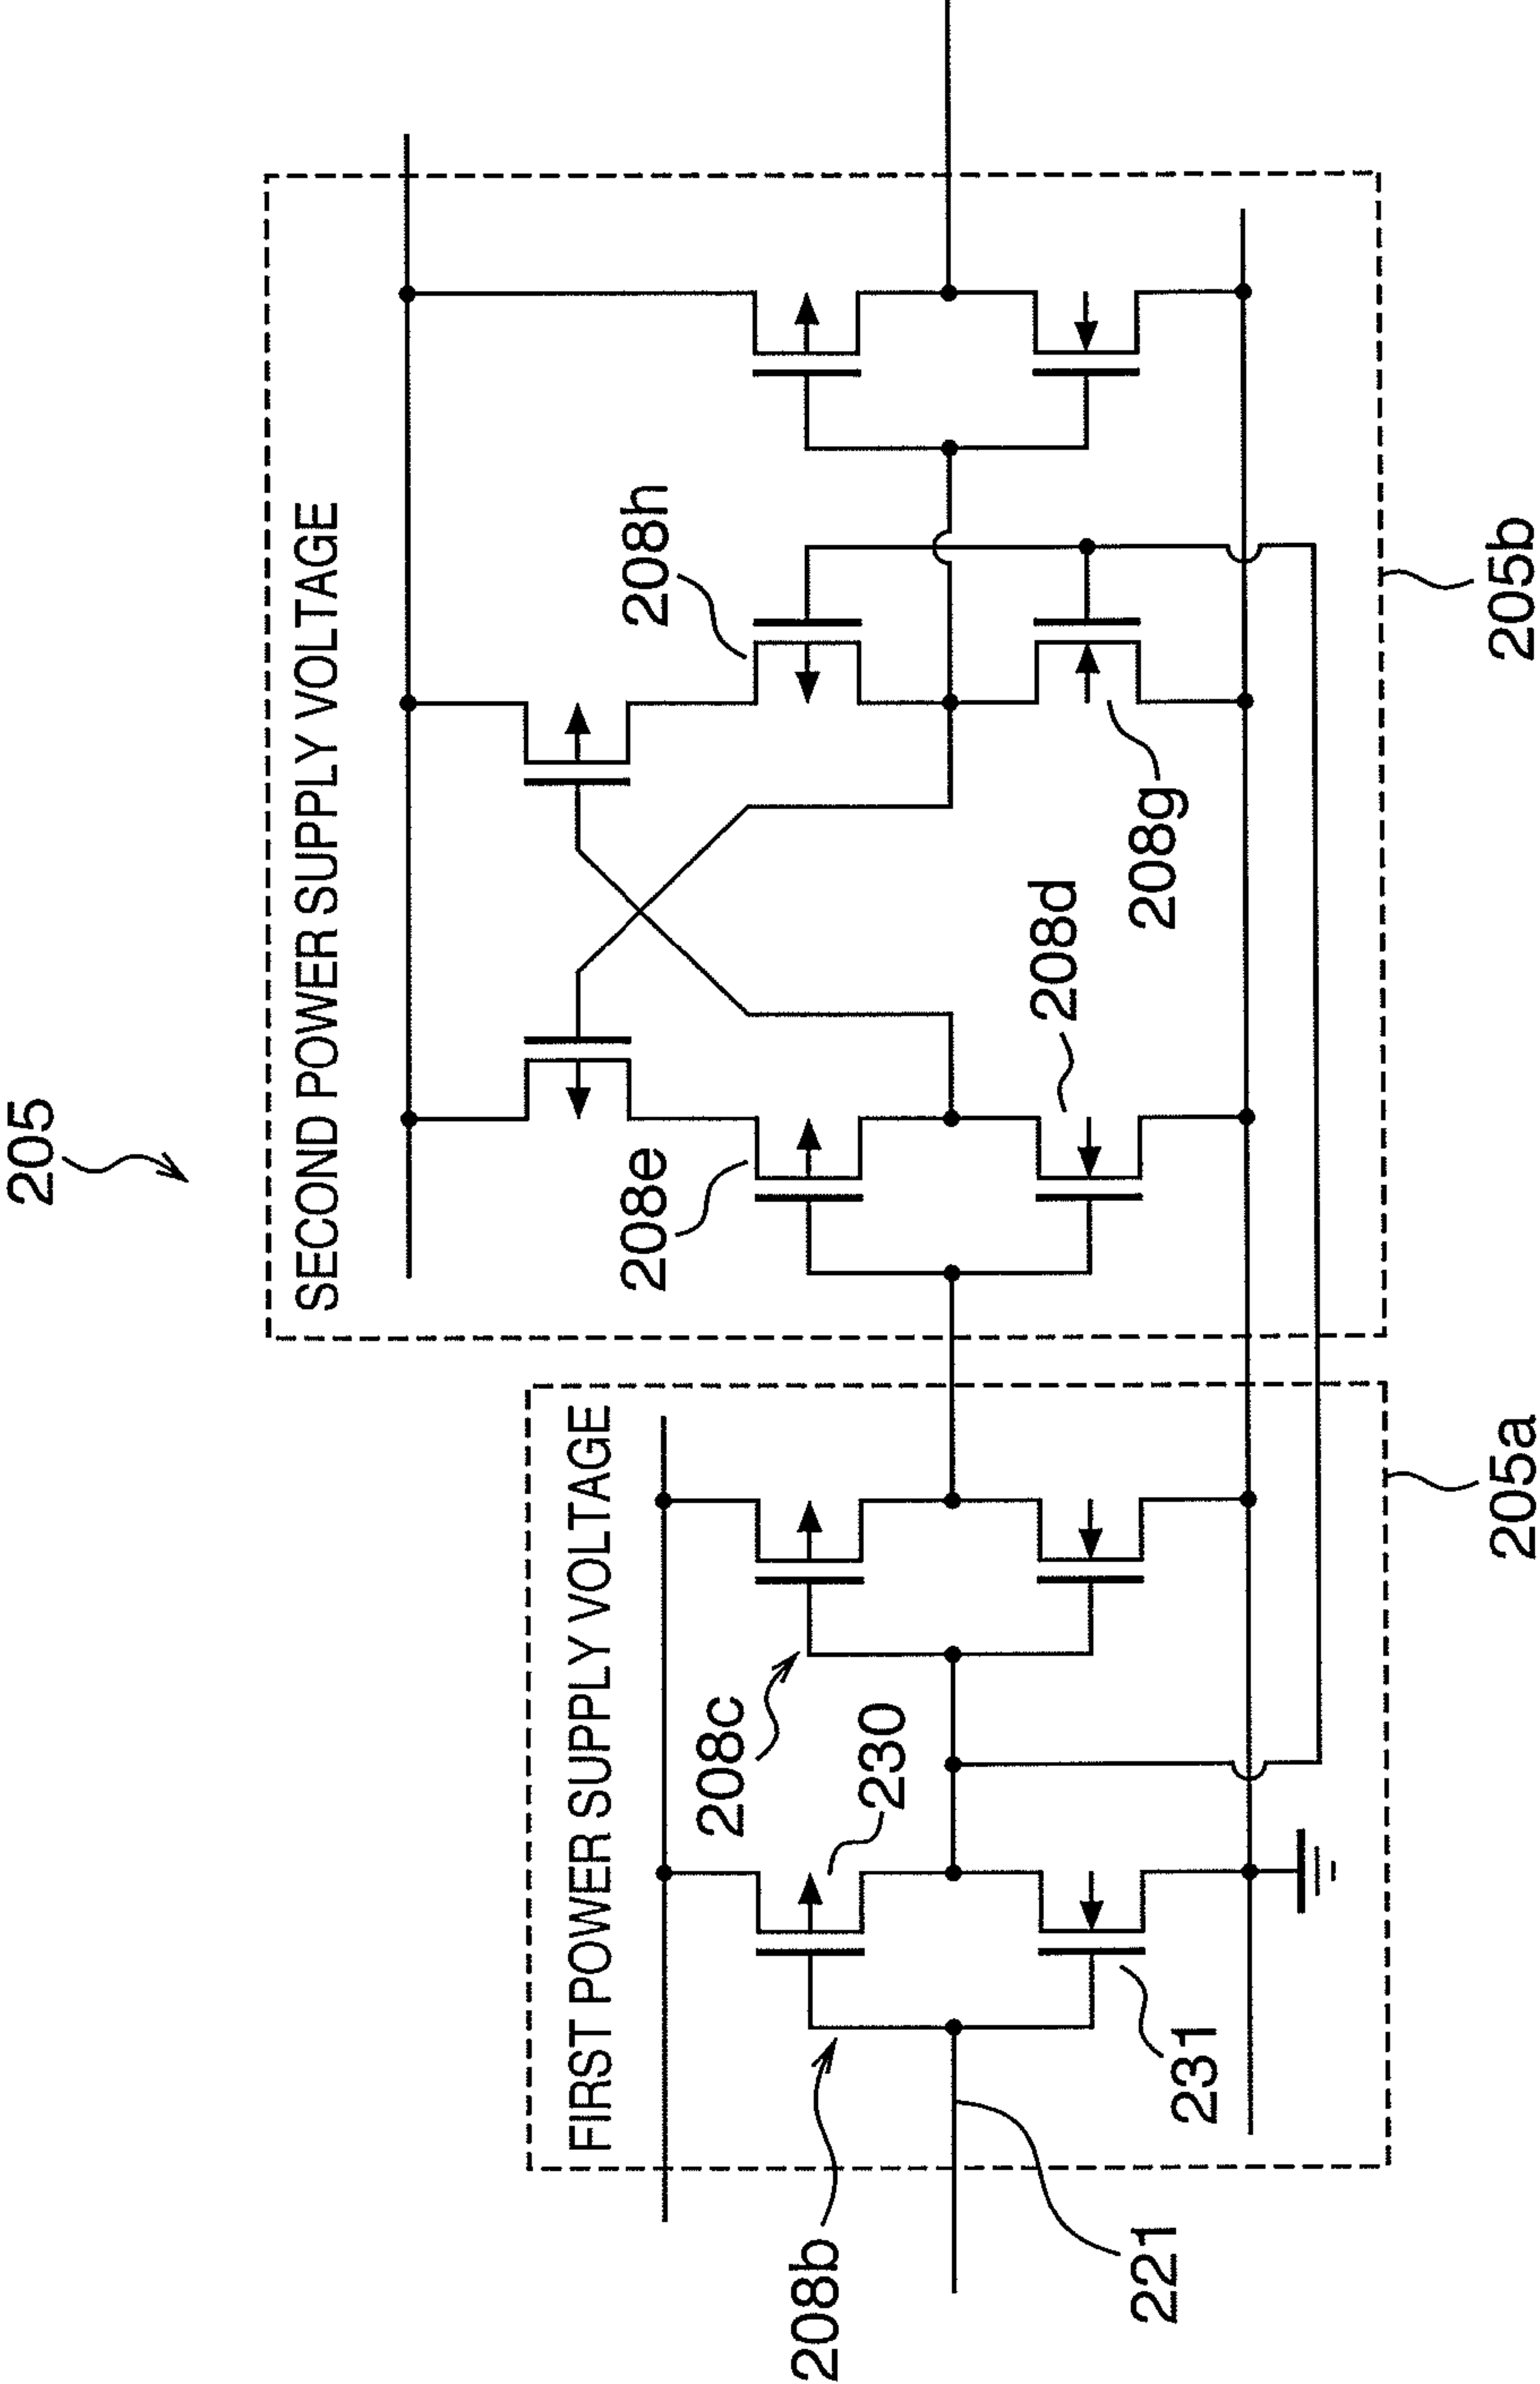 205
SECOND POWER SUPPLY VOLTAGE
FIRST POWER SUPPLY VOLTAGE
208e
208h
208c
230
208d
208g
208b
221
231
205a
205b